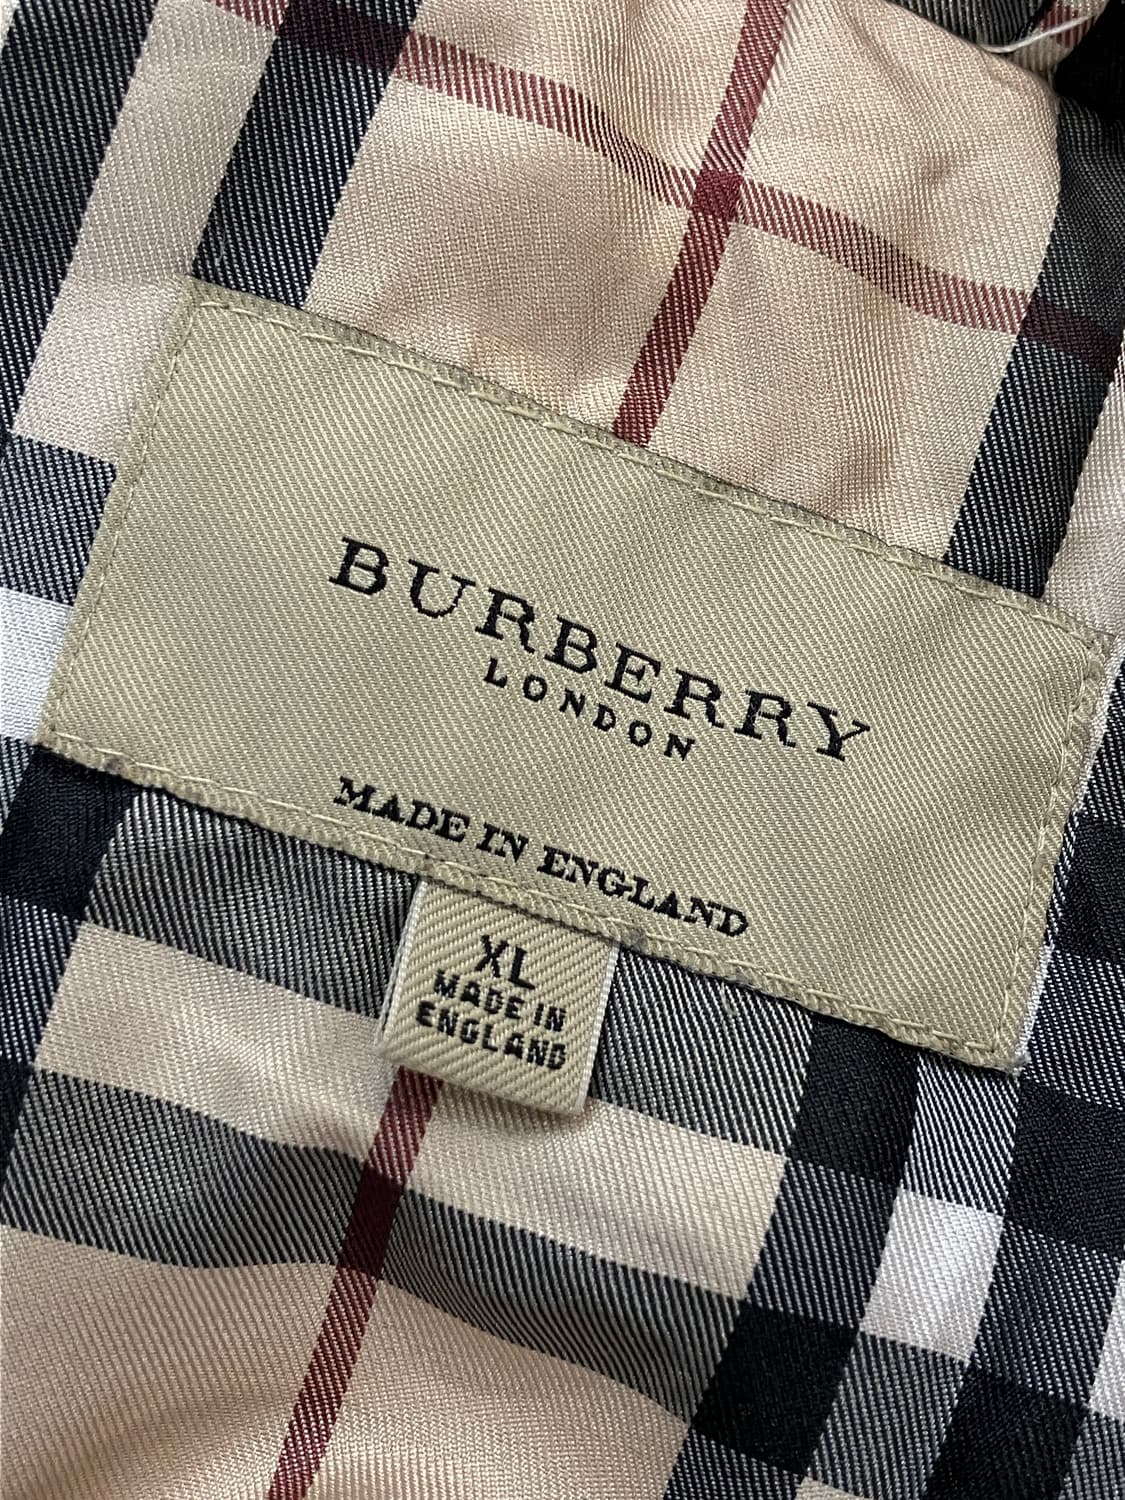 BURBERRY
LONDON
MADE IN ENGLAND
XL
MADE IN
ENGLAND